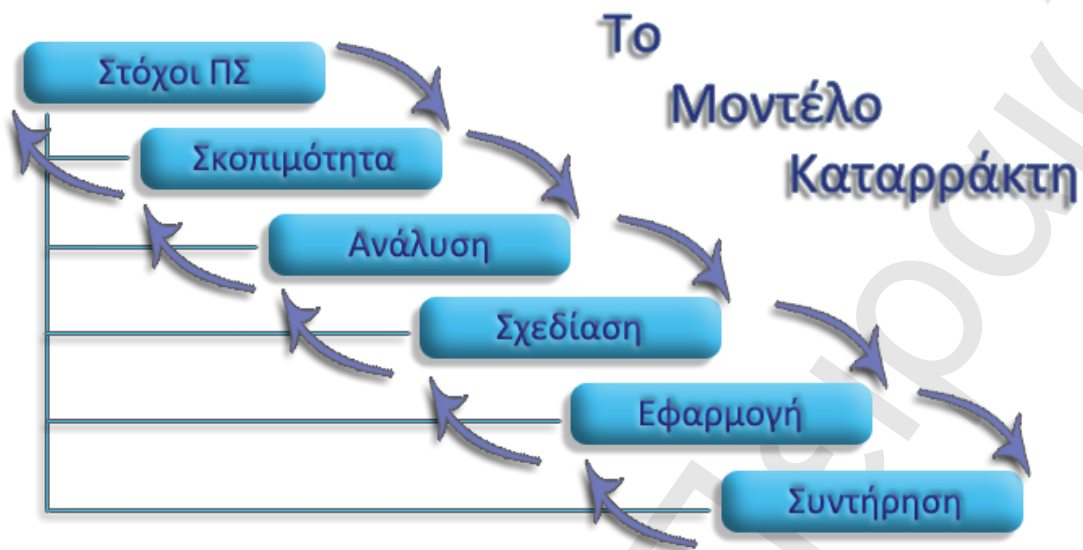 Το
Μοντέλο
Καταρράκτη
Στόχοι ΠΣ
Σκοπιμότητα
Ανάλυση
Σχεδίαση
Εφαρμογή
Συντήρηση